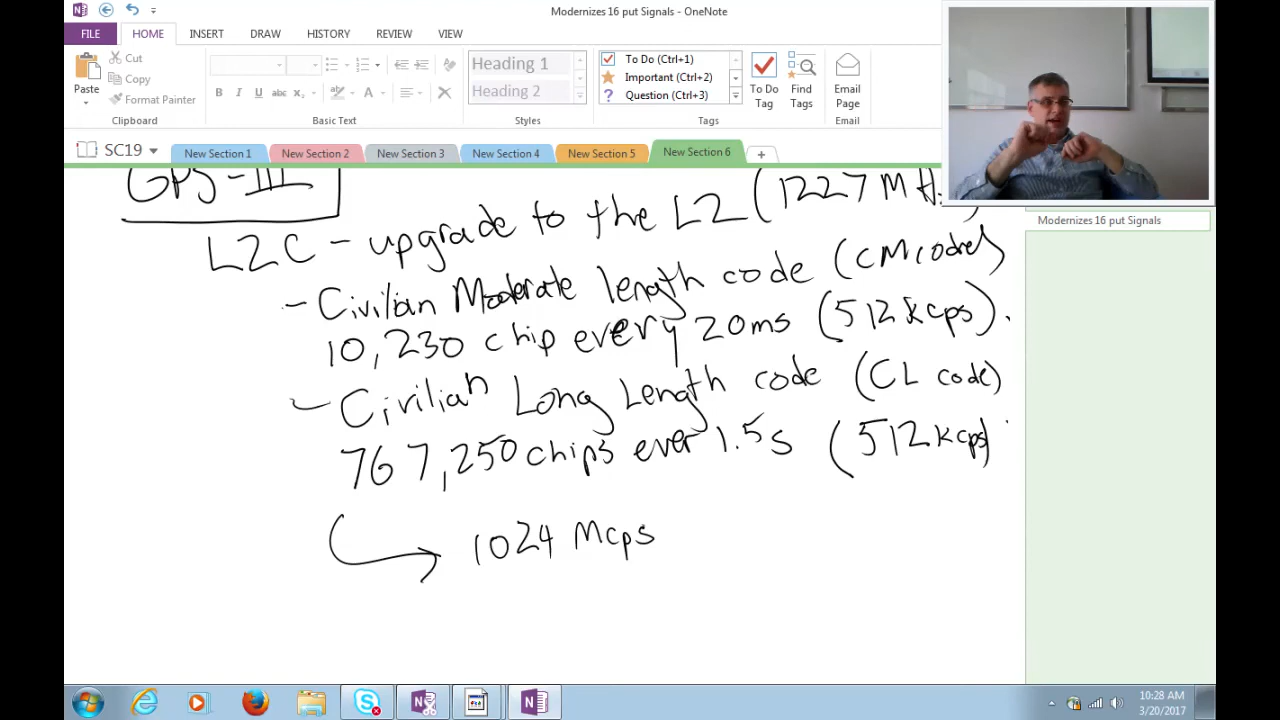 Modernizes 16 put Signals - OneNote
FILE HOME INSERT DRAW HISTORY REVIEW VIEW
Paste
Cut
Copy
Format Painter
Clipboard
B I U abc x
A
Basic Text
Heading 1
Heading 2
Styles
To Do (Ctrl+1)
Important (Ctrl+2)
Question (Ctrl+3)
Tags
To Do
Tag
Find
Tags
Email
Page
Email
SC19
New Section 1 New Section 2 New Section 3 New Section 4 New Section 5 New Section 6 +
Modernizes 16 put Signals
GPS-III
L2C - upgrade to the L2 (1227 MHz)
- Civilian Moderate length code (CM code)
10,230 chip every 20ms (512 kcps).
- Civilian Long Length code (CL code)
767,250 chips ever 1.5s (512 kcps)
1024 Mcps
10:28 AM
3/20/2017